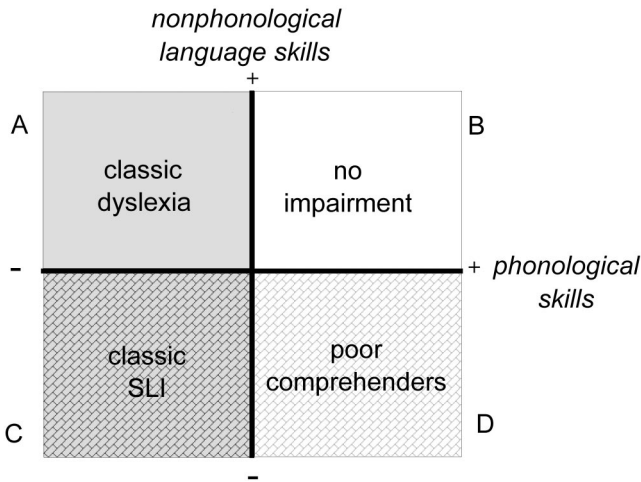 nonphonological
language skills
+
A
B
classic
dyslexia
no
impairment
-
+ phonological
skills
classic
SLI
poor
comprehenders
C
D
-